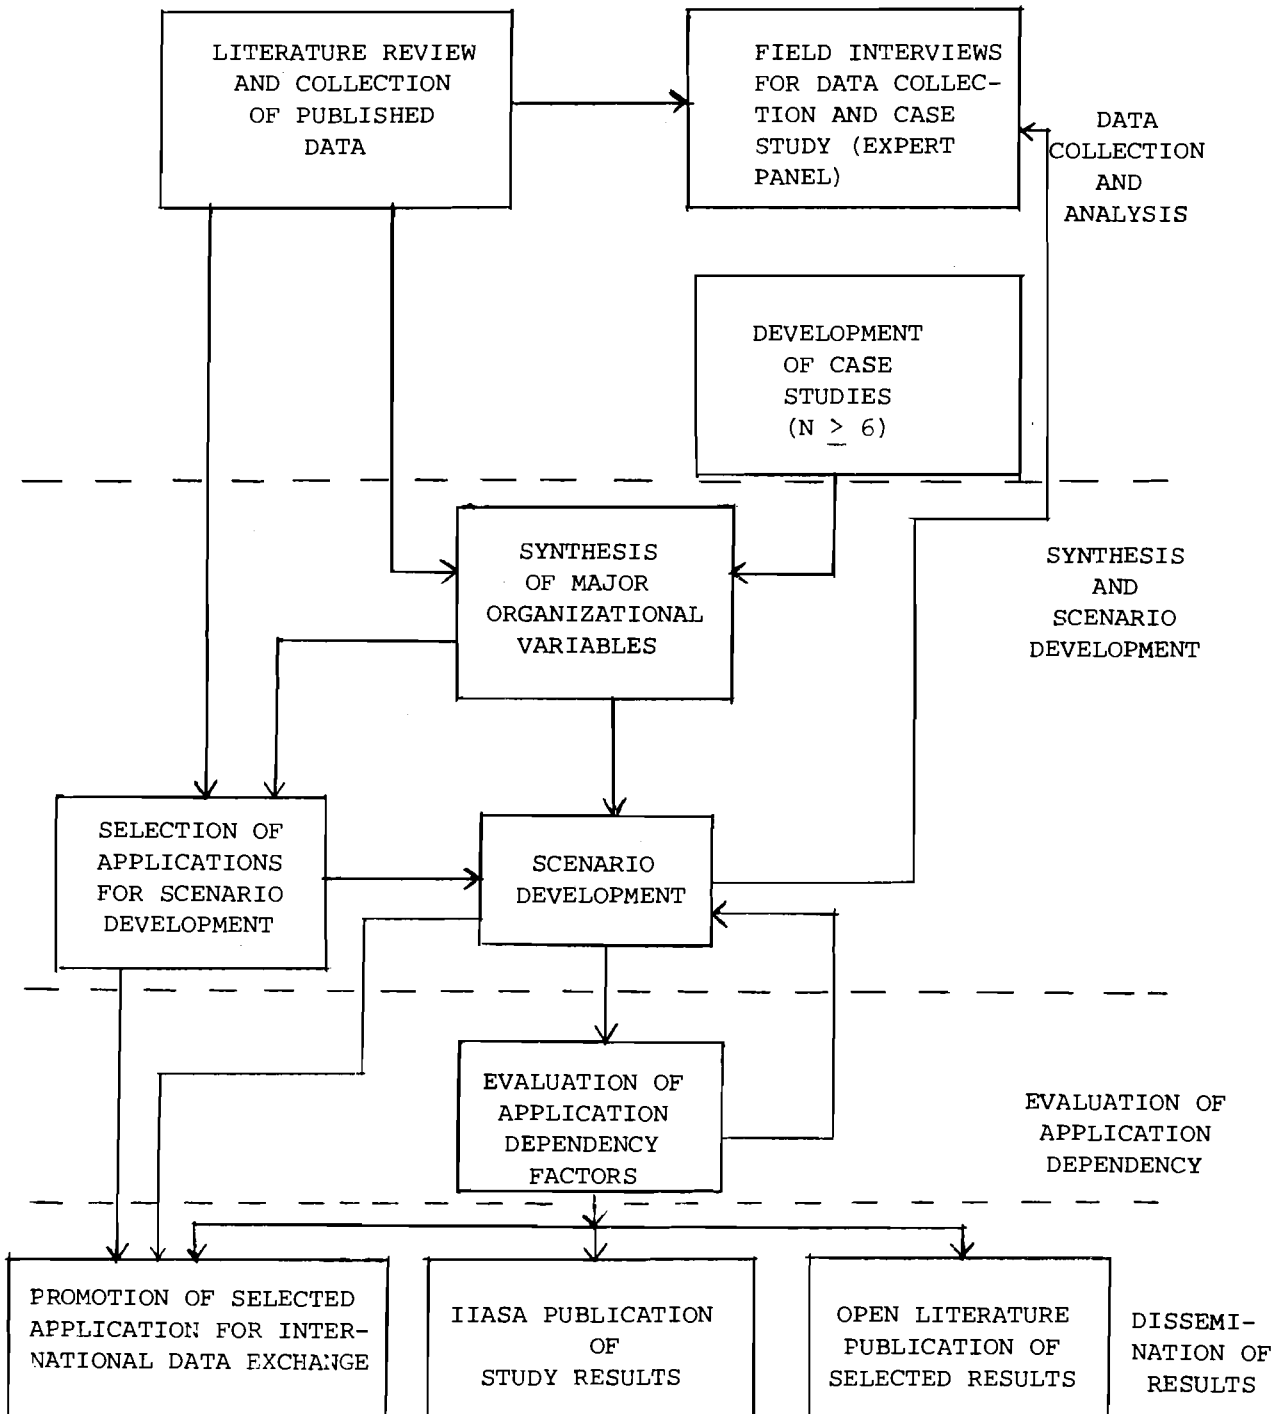 LITERATURE REVIEW
AND COLLECTION
OF PUBLISHED
DATA
FIELD INTERVIEWS
FOR DATA COLLEC-
TION AND CASE
STUDY (EXPERT
PANEL)
DATA
COLLECTION
AND
ANALYSIS
DEVELOPMENT
OF CASE
STUDIES
(N ≥ 6)
SYNTHESIS
OF MAJOR
ORGANIZATIONAL
VARIABLES
SYNTHESIS
AND
SCENARIO
DEVELOPMENT
SELECTION OF
APPLICATIONS
FOR SCENARIO
DEVELOPMENT
SCENARIO
DEVELOPMENT
EVALUATION OF
APPLICATION
DEPENDENCY
FACTORS
EVALUATION OF
APPLICATION
DEPENDENCY
PROMOTION OF SELECTED
APPLICATION FOR INTER-
NATIONAL DATA EXCHANGE
IIASA PUBLICATION
OF
STUDY RESULTS
OPEN LITERATURE
PUBLICATION OF
SELECTED RESULTS
DISSEMI-
NATION OF
RESULTS